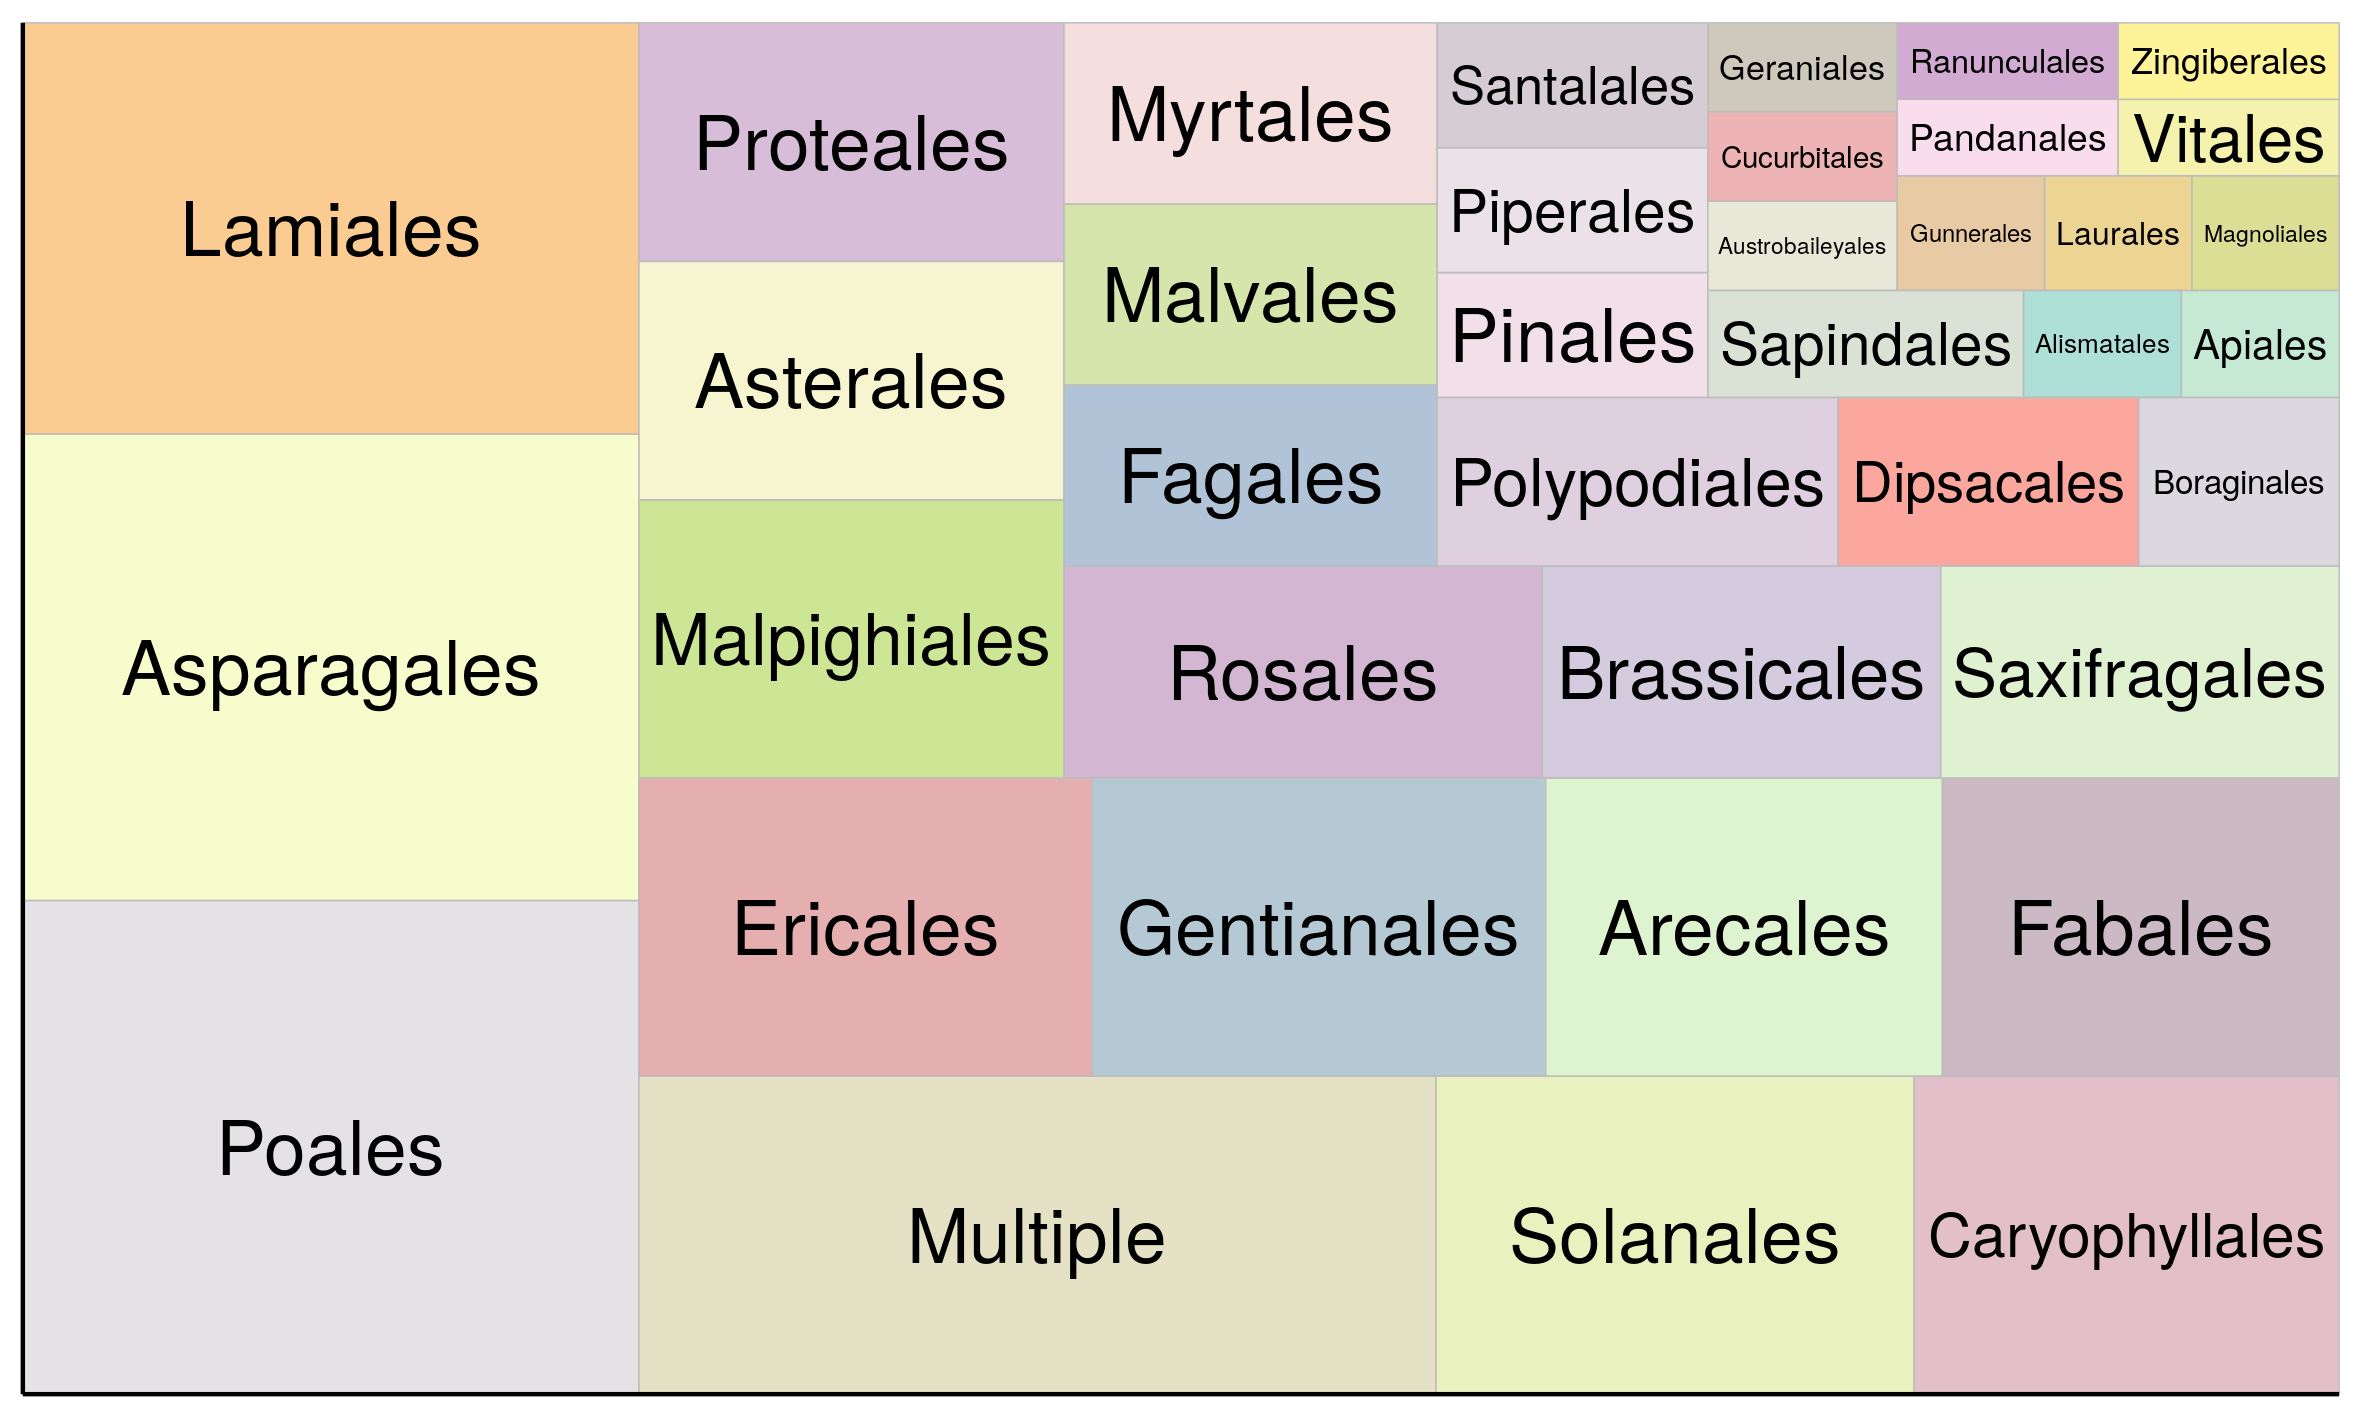 Lamiales
Asparagales
Poales
Proteales
Asterales
Malpighiales
Myrtales
Malvales
Fagales
Santalales
Piperales
Pinales
Geraniales
Cucurbitales
Austrobaileyales
Ranunculales
Zingiberales
Pandanales
Vitales
Gunnerales
Laurales
Magnoliales
Sapindales
Alismatales
Apiales
Polypodiales
Dipsacales
Boraginales
Rosales
Brassicales
Saxifragales
Ericales
Gentianales
Arecales
Fabales
Multiple
Solanales
Caryophyllales